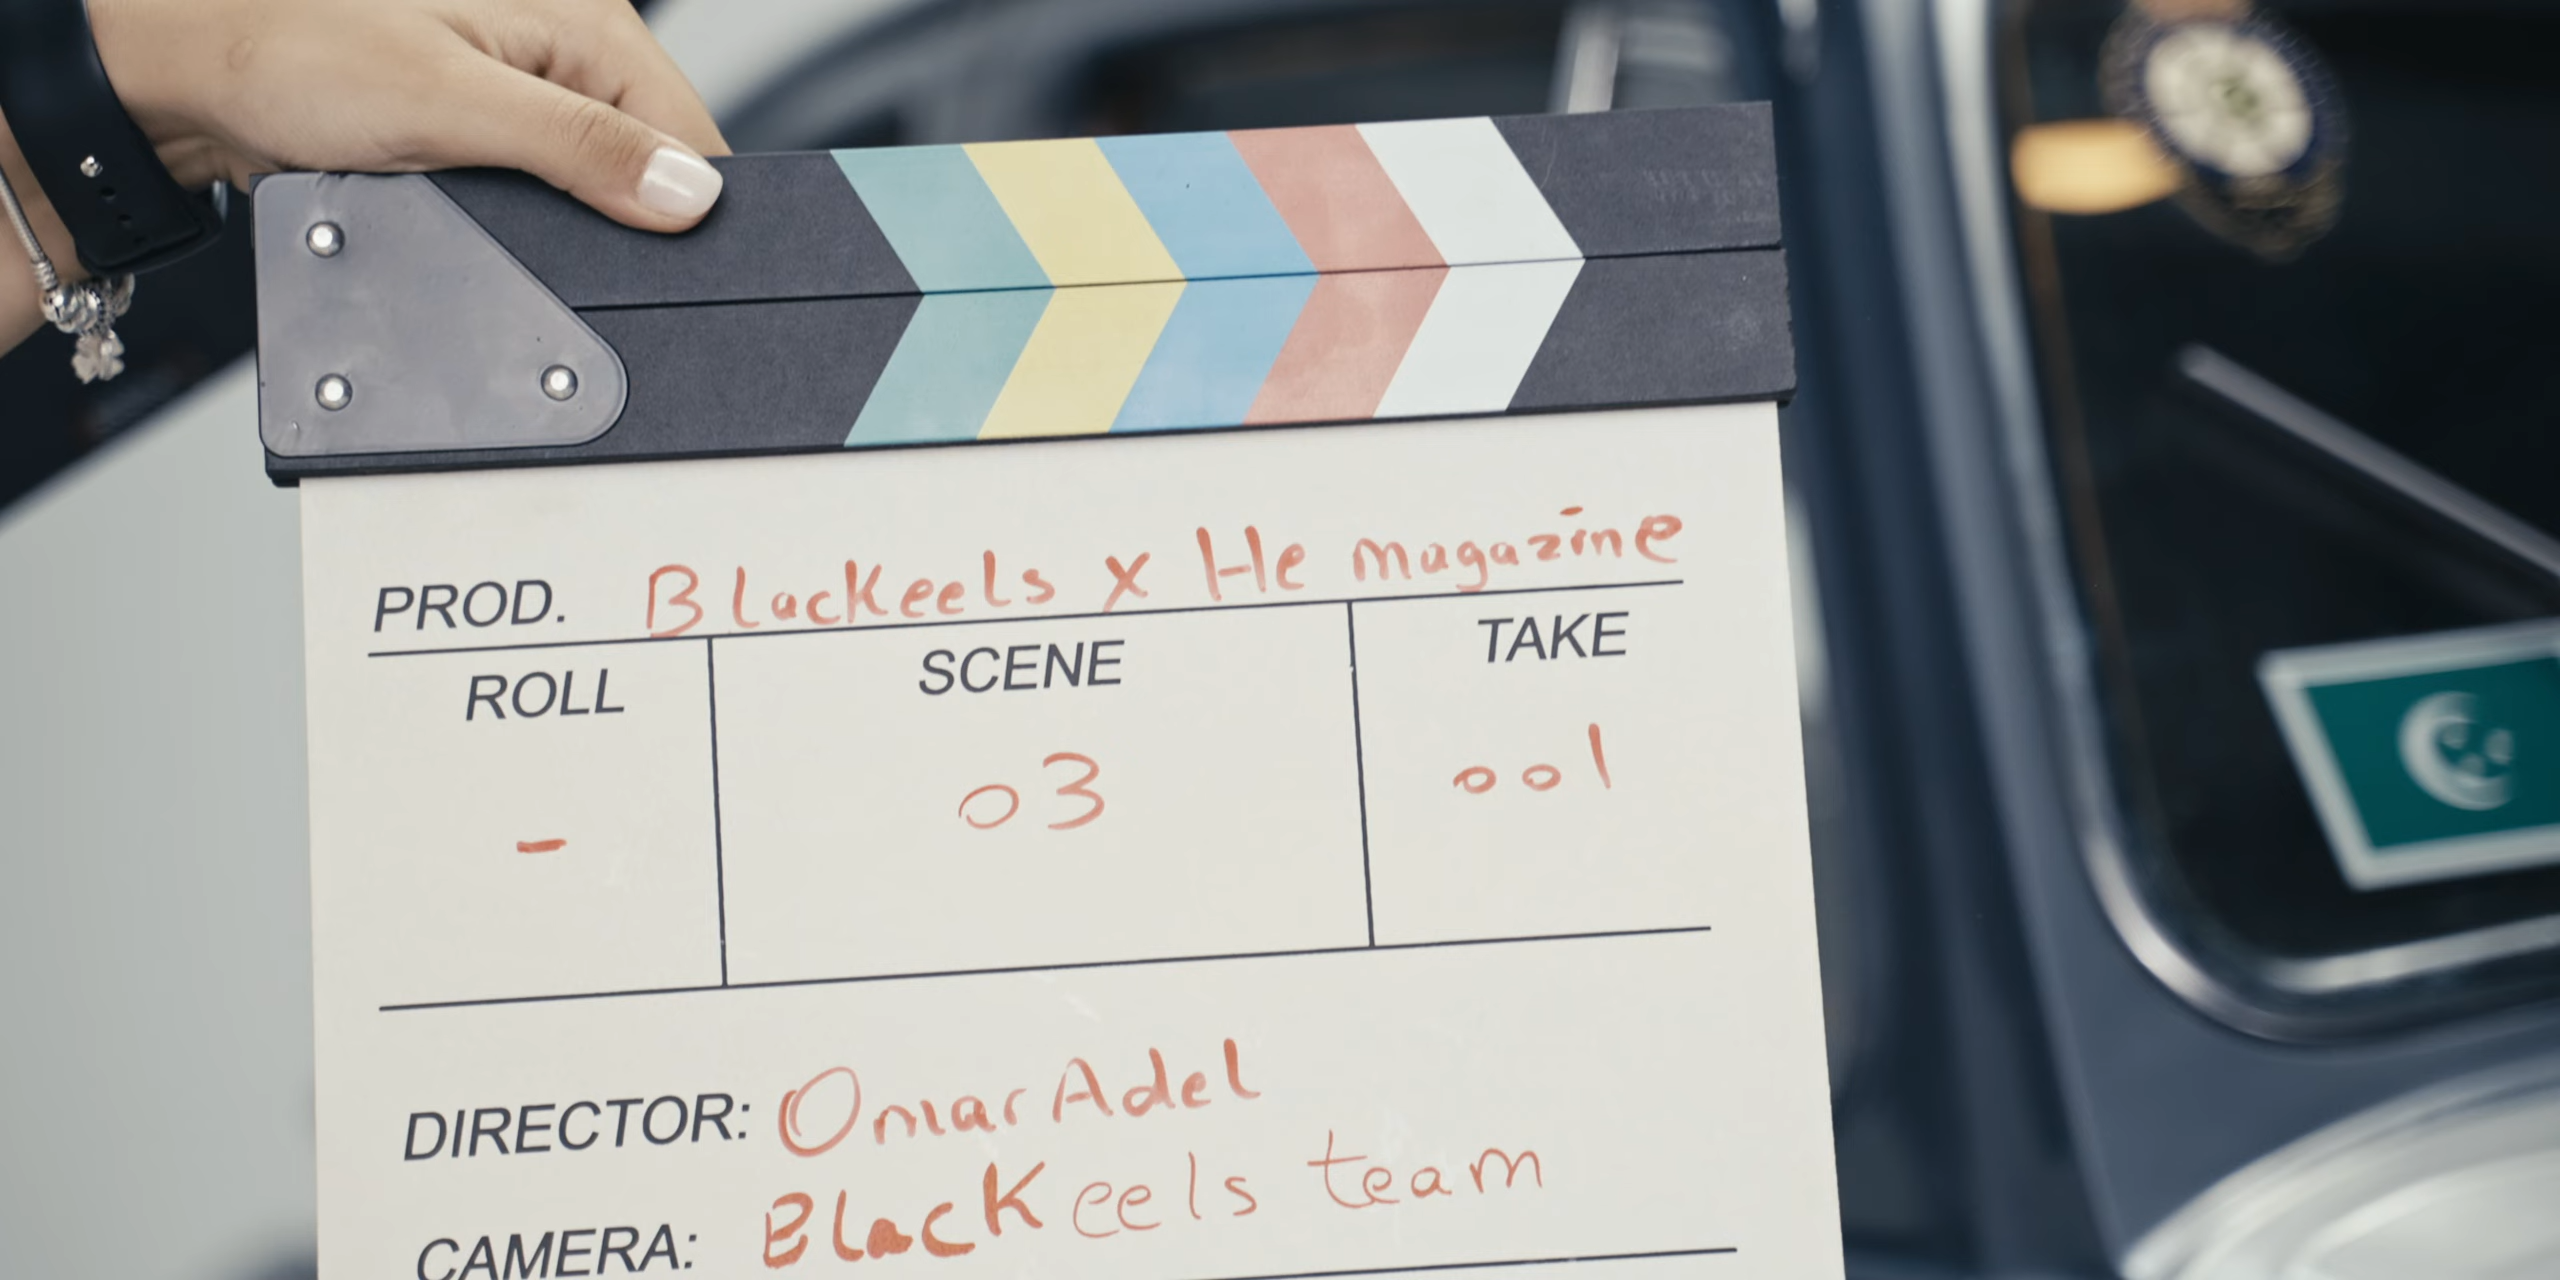 PROD. Blackeels x He magazine
ROLL SCENE TAKE
- 03 001
DIRECTOR: Omar Adel
CAMERA: Blackeels team